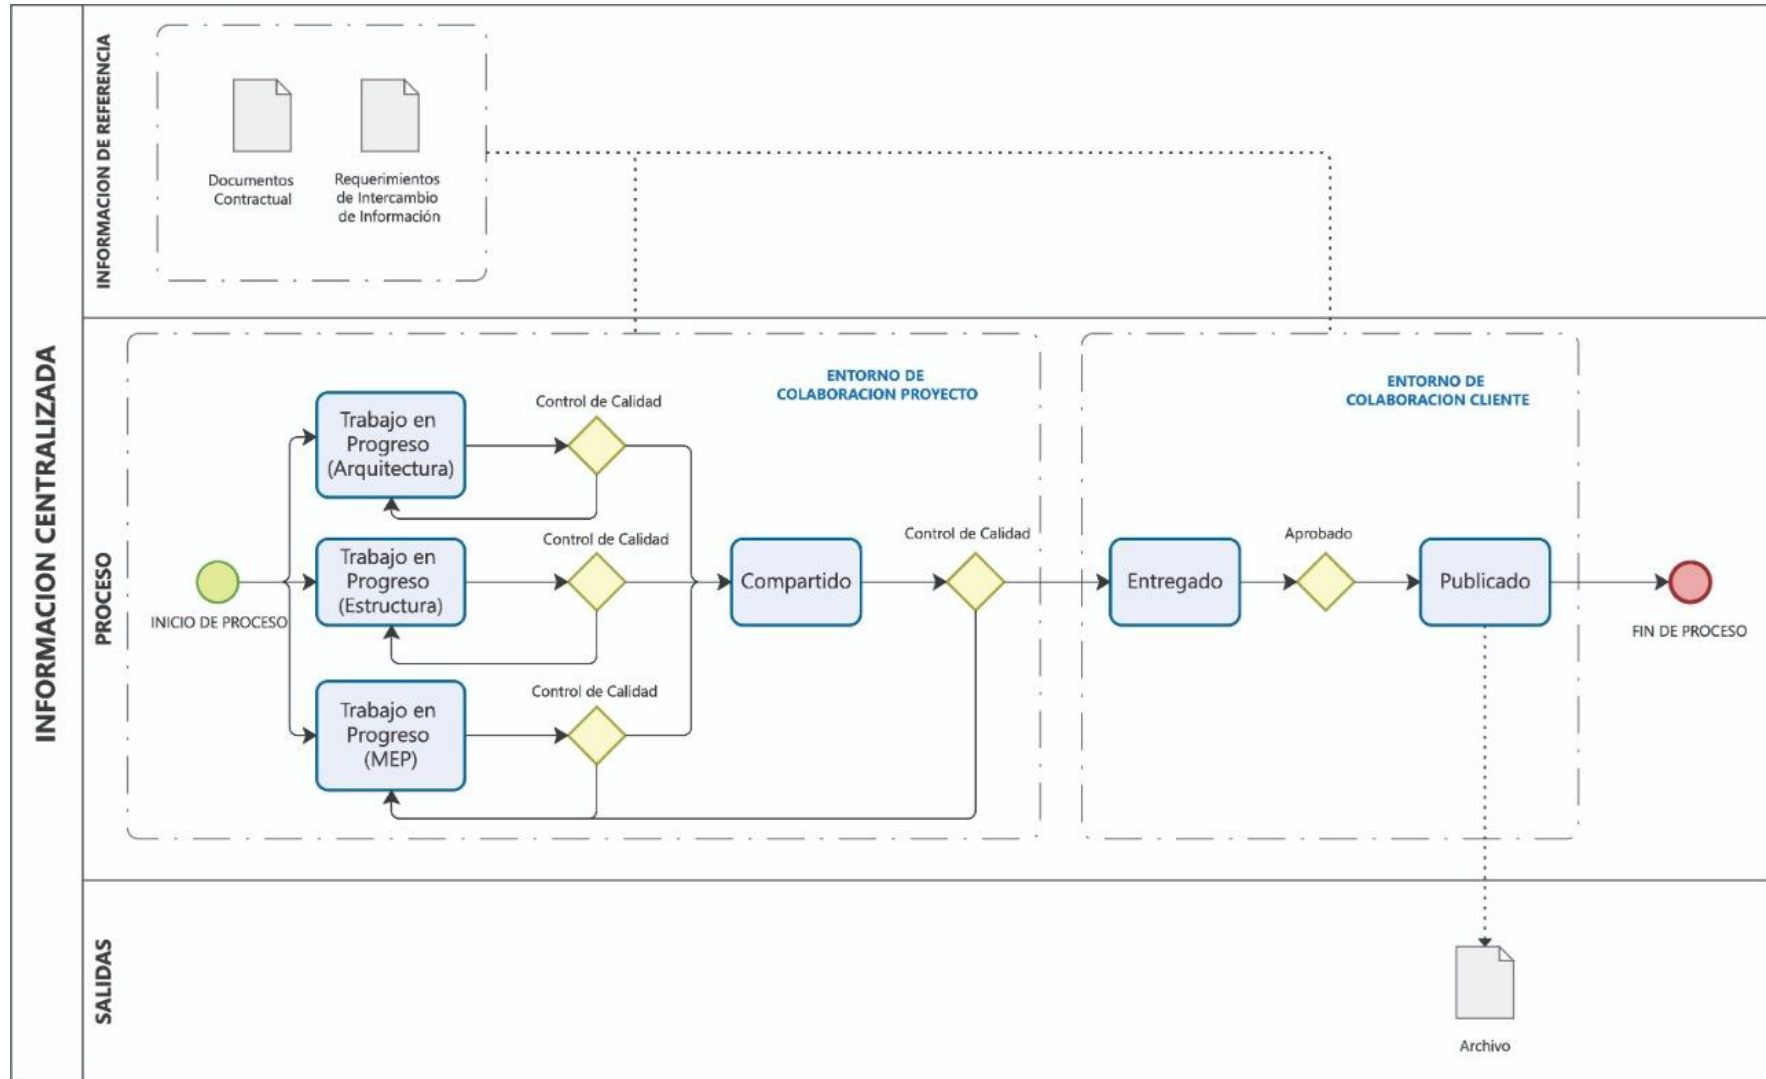 INFORMACION CENTRALIZADA
INFORMACION DE REFERENCIA
Documentos
Contractual
Requerimientos
de Intercambio
de Información
PROCESO
ENTORNO DE
COLABORACION PROYECTO
ENTORNO DE
COLABORACION CLIENTE
INICIO DE PROCESO
Trabajo en
Progreso
(Arquitectura)
Control de Calidad
Trabajo en
Progreso
(Estructura)
Control de Calidad
Trabajo en
Progreso
(MEP)
Control de Calidad
Compartido
Control de Calidad
Entregado
Aprobado
Publicado
FIN DE PROCESO
SALIDAS
Archivo